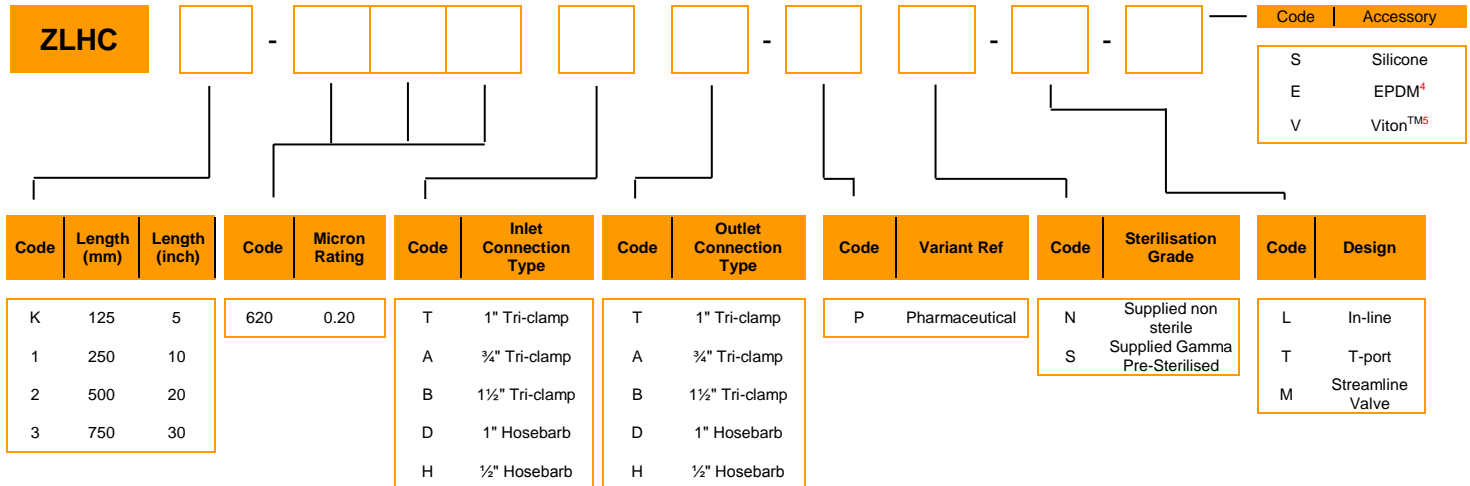 ZLHC - - - -
Code Accessory
S Silicone
E EPDM4
V Viton™5
Code Length (mm) Length (inch)
K 125 5
1 250 10
2 500 20
3 750 30
Code Micron Rating
620 0.20
Code Inlet Connection Type
T 1" Tri-clamp
A ¾" Tri-clamp
B 1½" Tri-clamp
D 1" Hosebarb
H ½" Hosebarb
Code Outlet Connection Type
T 1" Tri-clamp
A ¾" Tri-clamp
B 1½" Tri-clamp
D 1" Hosebarb
H ½" Hosebarb
Code Variant Ref
P Pharmaceutical
Code Sterilisation Grade
N Supplied non sterile
S Supplied Gamma Pre-Sterilised
Code Design
L In-line
T T-port
M Streamline Valve